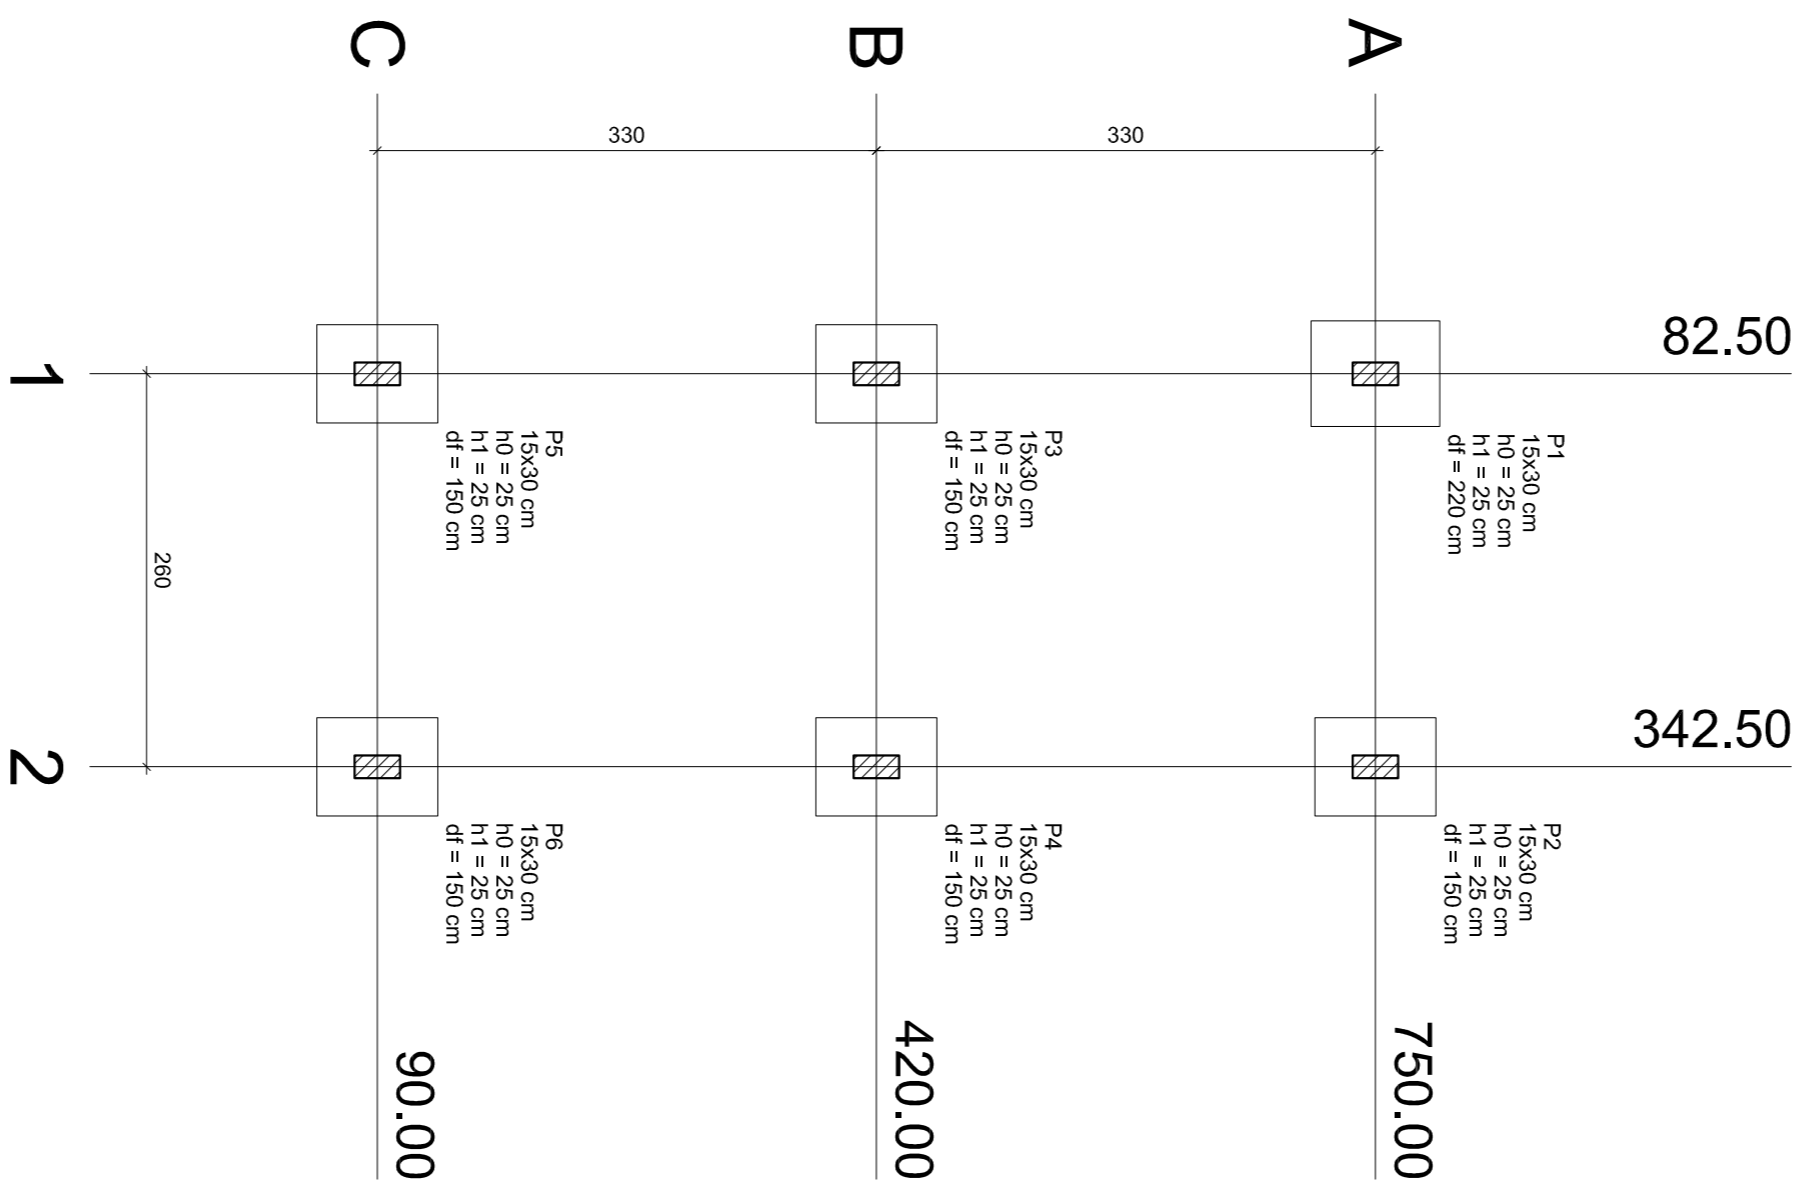 C
B
A
330
330
82.50
1
P5
15x30 cm
h0 = 25 cm
h1 = 25 cm
df = 150 cm
P3
15x30 cm
h0 = 25 cm
h1 = 25 cm
df = 150 cm
P1
15x30 cm
h0 = 25 cm
h1 = 25 cm
df = 220 cm
260
342.50
2
P6
15x30 cm
h0 = 25 cm
h1 = 25 cm
df = 150 cm
P4
15x30 cm
h0 = 25 cm
h1 = 25 cm
df = 150 cm
P2
15x30 cm
h0 = 25 cm
h1 = 25 cm
df = 150 cm
90.00
420.00
750.00